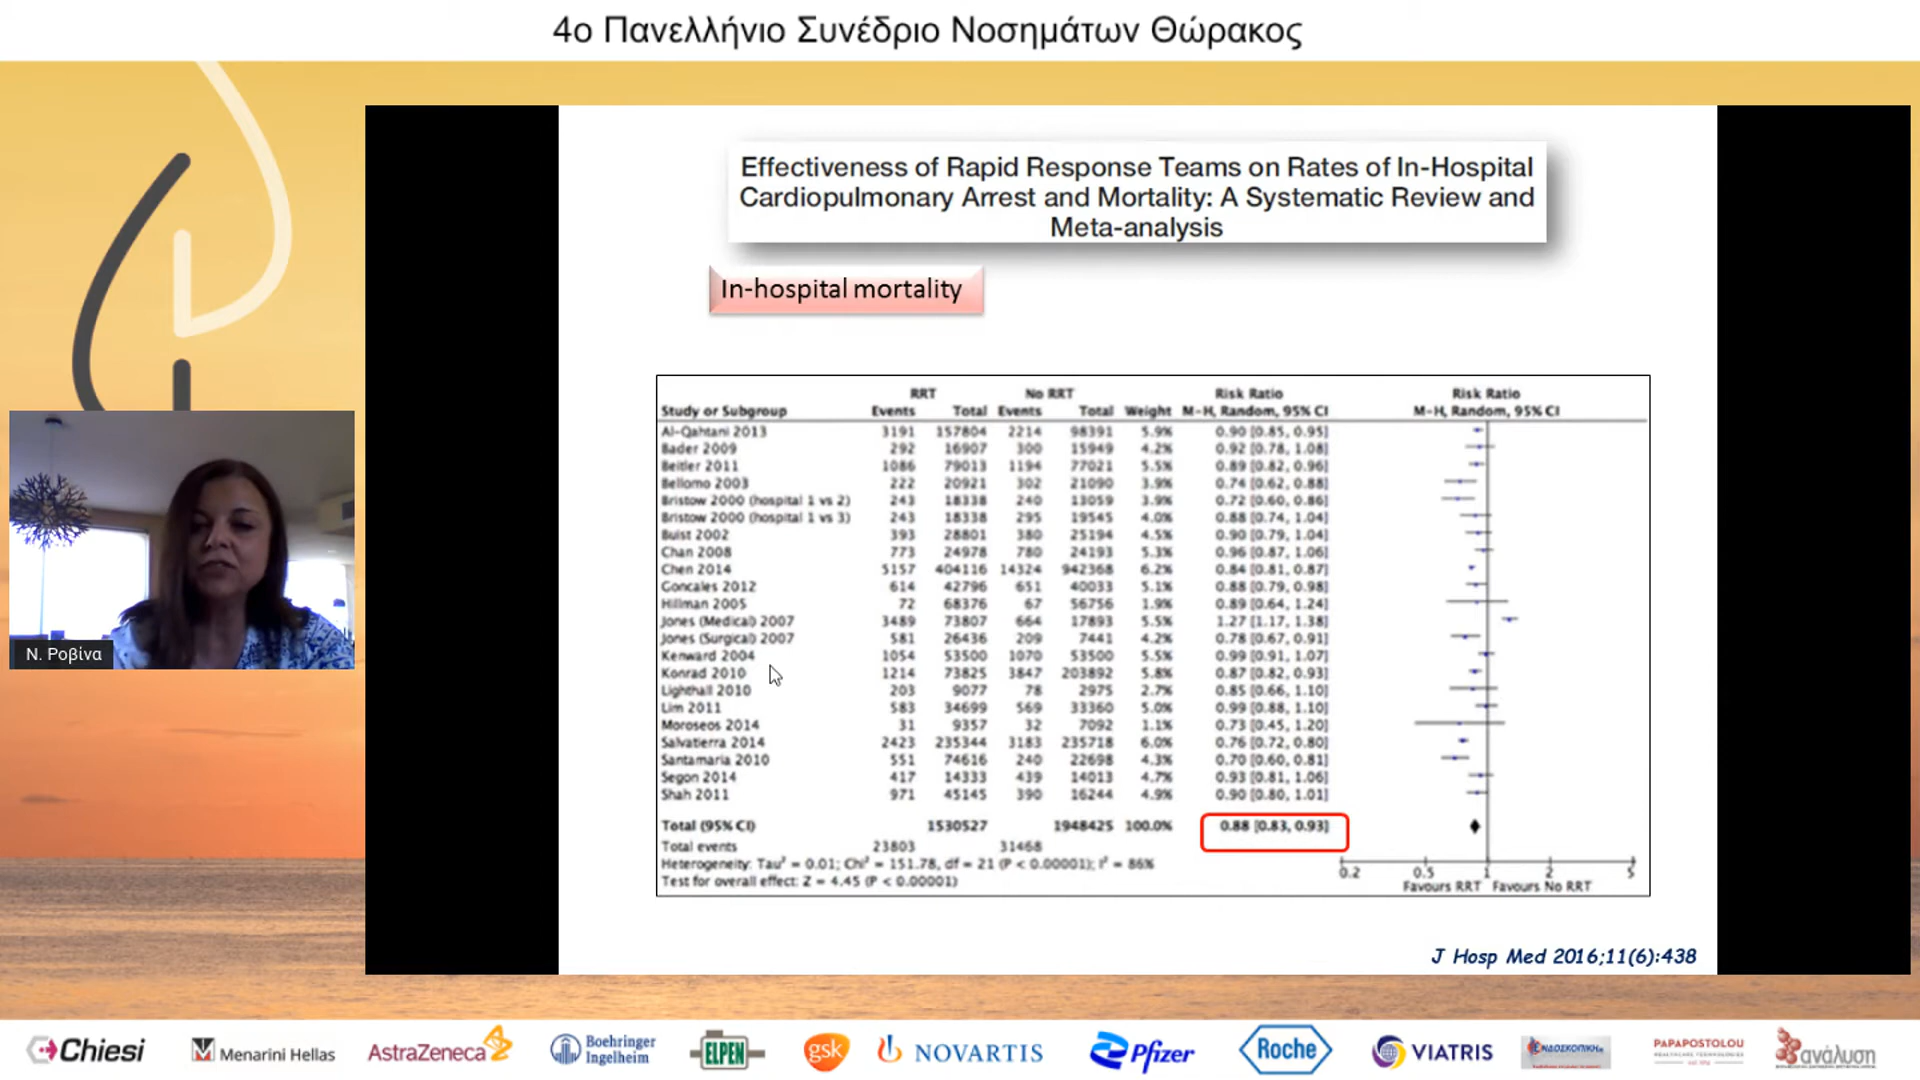 4ο Πανελλήνιο Συνέδριο Νοσημάτων Θώρακος
Effectiveness of Rapid Response Teams on Rates of In-Hospital
Cardiopulmonary Arrest and Mortality: A Systematic Review and
Meta-analysis
In-hospital mortality
RRT No RRT Risk Ratio Risk Ratio
Study or Subgroup Events Total Events Total Weight M-H, Random, 95% CI M-H, Random, 95% CI
Al-Qahtani 2013 3191 157804 2214 98391 5.9% 0.90 [0.85, 0.95]
Bader 2009 292 16907 300 15949 4.2% 0.92 [0.78, 1.08]
Beitler 2011 1086 79013 1194 77021 5.5% 0.89 [0.82, 0.96]
Bellomo 2003 222 20921 302 21090 3.9% 0.74 [0.62, 0.88]
Bristow 2000 (hospital 1 vs 2) 243 18338 240 13059 3.9% 0.72 [0.60, 0.86]
Bristow 2000 (hospital 1 vs 3) 243 18338 295 19545 4.0% 0.88 [0.74, 1.04]
Buist 2002 393 28801 380 25194 4.5% 0.90 [0.79, 1.04]
Chan 2008 773 24978 780 24193 5.3% 0.96 [0.87, 1.06]
Chen 2014 5157 404116 14324 942368 6.2% 0.84 [0.81, 0.87]
Goncales 2012 614 42796 651 40033 5.1% 0.88 [0.79, 0.98]
Hillman 2005 72 68376 67 56756 1.9% 0.89 [0.64, 1.24]
Jones (Medical) 2007 3489 73807 664 17893 5.5% 1.27 [1.17, 1.38]
Jones (Surgical) 2007 581 26436 209 7441 4.2% 0.78 [0.67, 0.91]
Kenward 2004 1054 53500 1070 53500 5.5% 0.99 [0.91, 1.07]
Konrad 2010 1214 73825 3847 203892 5.8% 0.87 [0.82, 0.93]
Lighthall 2010 203 9077 78 2975 2.7% 0.85 [0.66, 1.10]
Lim 2011 583 34699 569 33360 5.0% 0.99 [0.88, 1.10]
Moroseos 2014 31 9357 32 7092 1.1% 0.73 [0.45, 1.20]
Salvatierra 2014 2423 235344 3183 235718 6.0% 0.76 [0.72, 0.80]
Santamaria 2010 551 74616 240 22698 4.3% 0.70 [0.60, 0.81]
Segon 2014 417 14333 439 14013 4.7% 0.93 [0.81, 1.06]
Shah 2011 971 45145 390 16244 4.9% 0.90 [0.80, 1.01]
Total (95% CI) 1530527 1948425 100.0% 0.88 [0.83, 0.93]
Total events 23803 31468
Heterogeneity: Tau² = 0.01; Chi² = 151.78, df = 21 (P < 0.00001); I² = 86%
Test for overall effect: Z = 4.45 (P < 0.00001)
0.2 0.5 1 2 5
Favours RRT Favours No RRT
J Hosp Med 2016;11(6):438
Ν. Ροβίνα
Chiesi
Menarini Hellas
AstraZeneca
Boehringer
Ingelheim
ELPEN
gsk
NOVARTIS
Pfizer
Roche
VIATRIS
ΕΝΔΟΣΚΟΠΙΚΗ
PAPAPOSTOLOU
ανάλυση